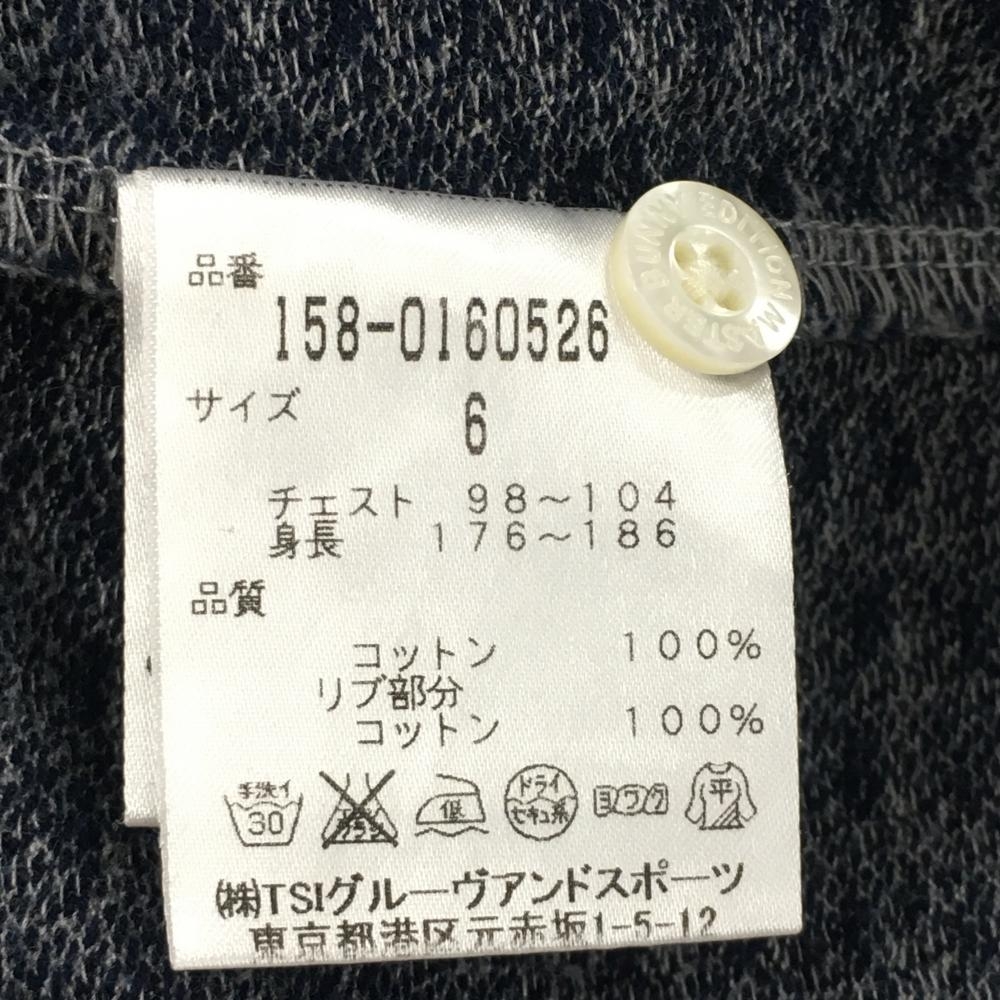 品番
158-0160526
サイズ 6
チェスト 98～104
身長 176～186
品質
コットン 100%
リブ部分
コットン 100%
手洗イ 30 低 ドライ セキユ系 ヨワク 平
㈱TSIグルーヴアンドスポーツ
東京都港区元赤坂1-5-12
MASTER BUNNY EDITION